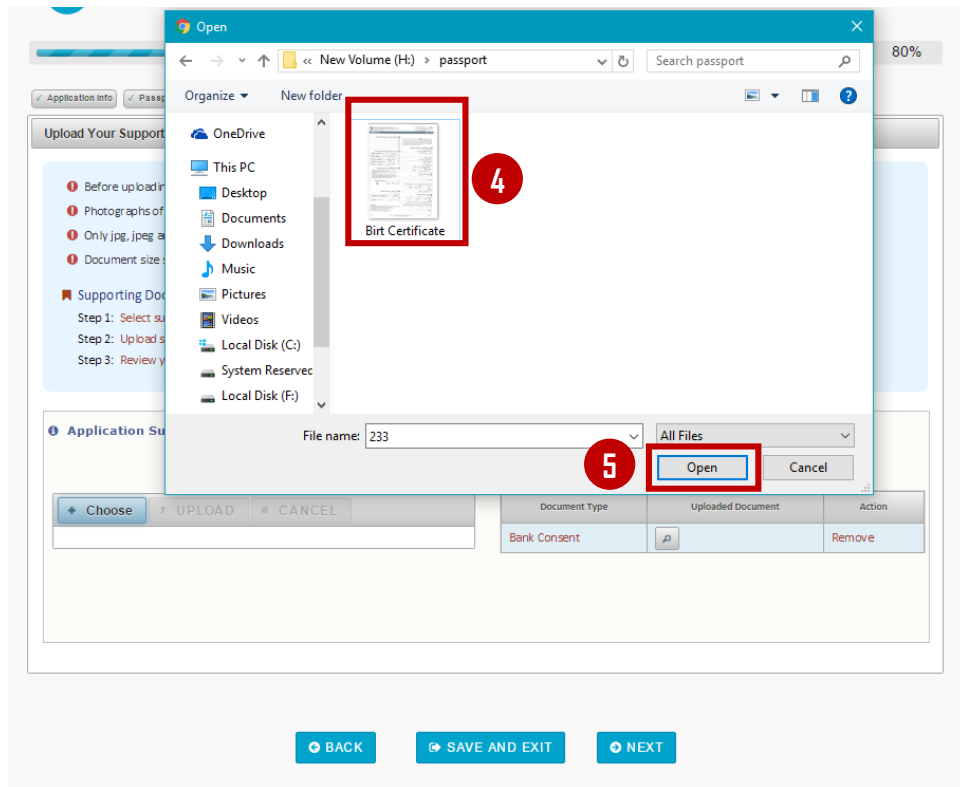 Open
80%
« New Volume (H:) › passport
Search passport
Application Info
Organize
New folder
Upload Your Support
OneDrive
This PC
Desktop
Documents
Downloads
Music
Pictures
Videos
Local Disk (C:)
System Reserved
Local Disk (F:)
Birt Certificate
4
Before uploadin
Photographs of
Only jpg, jpeg a
Document size s
Supporting Doc
Step 1: Select su
Step 2: Upload s
Step 3: Review y
Application Su
File name: 233
All Files
5
Open
Cancel
+ Choose
UPLOAD
CANCEL
Document Type
Uploaded Document
Action
Bank Consent
Remove
BACK
SAVE AND EXIT
NEXT